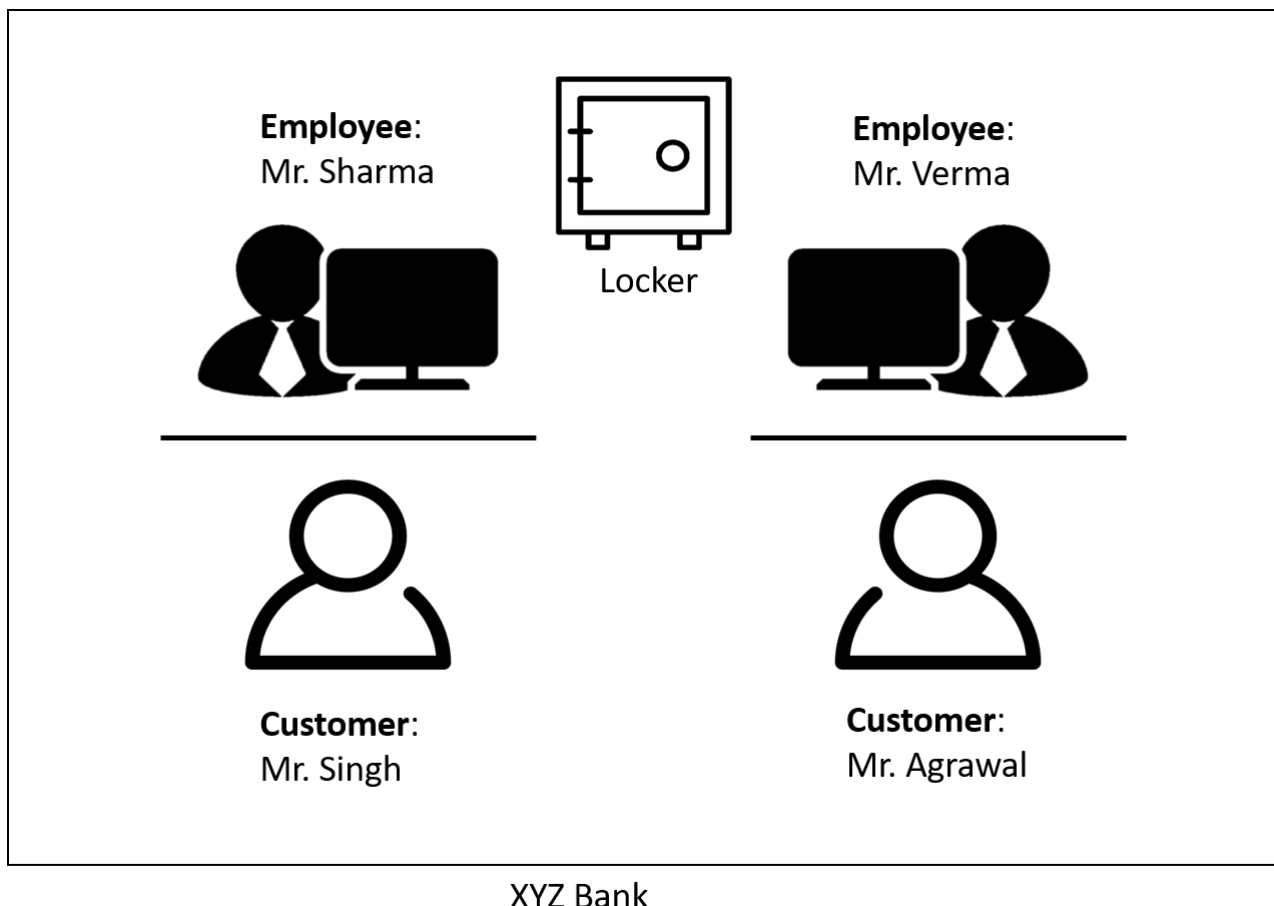 Employee:
Mr. Sharma
Employee:
Mr. Verma
Locker
Customer:
Mr. Singh
Customer:
Mr. Agrawal
XYZ Bank